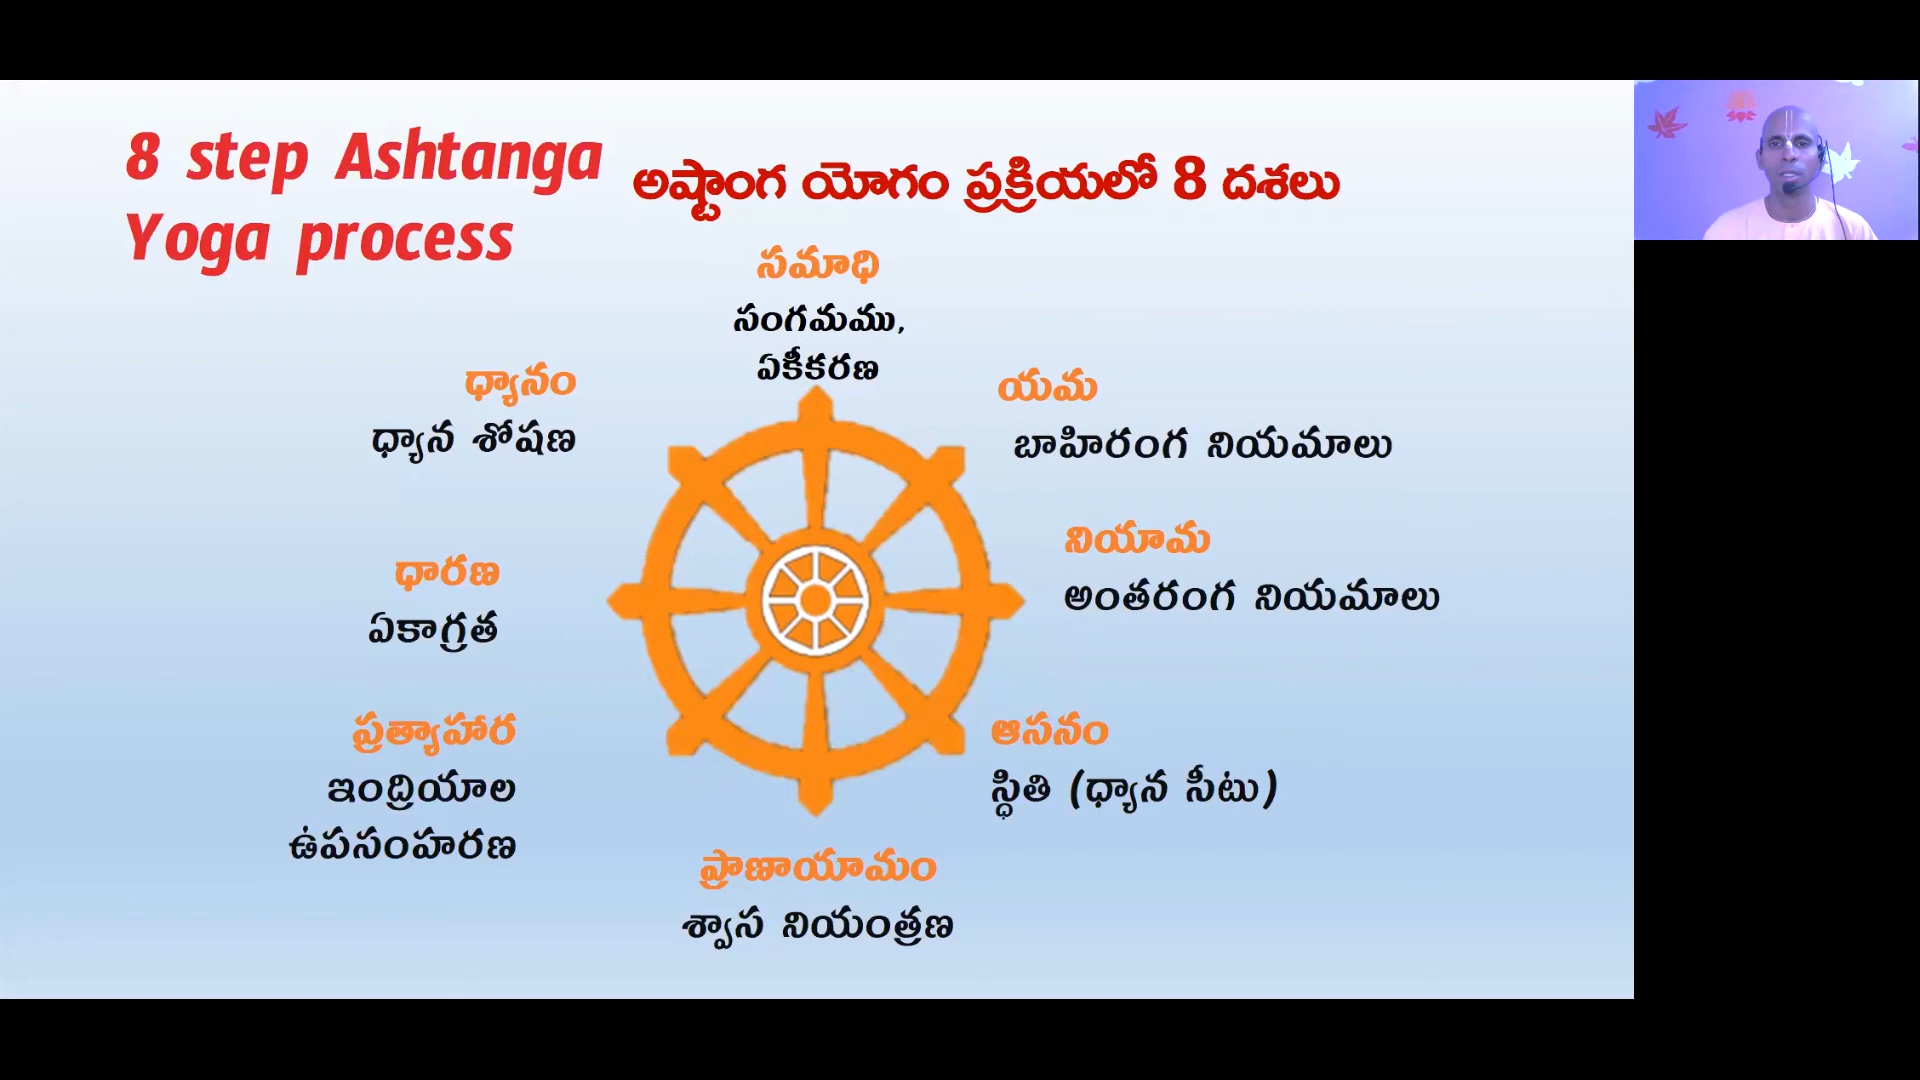 8 step Ashtanga
Yoga process
అష్టాంగ యోగం ప్రక్రియలో 8 దశలు
సమాధి
సంగమము,
ఏకీకరణ
యమ
బాహిరంగ నియమాలు
నియామ
అంతరంగ నియమాలు
ఆసనం
స్థితి (ధ్యాన సీటు)
ప్రాణాయామం
శ్వాస నియంత్రణ
ప్రత్యాహార
ఇంద్రియాల
ఉపసంహరణ
ధారణ
ఏకాగ్రత
ధ్యానం
ధ్యాన శోషణ